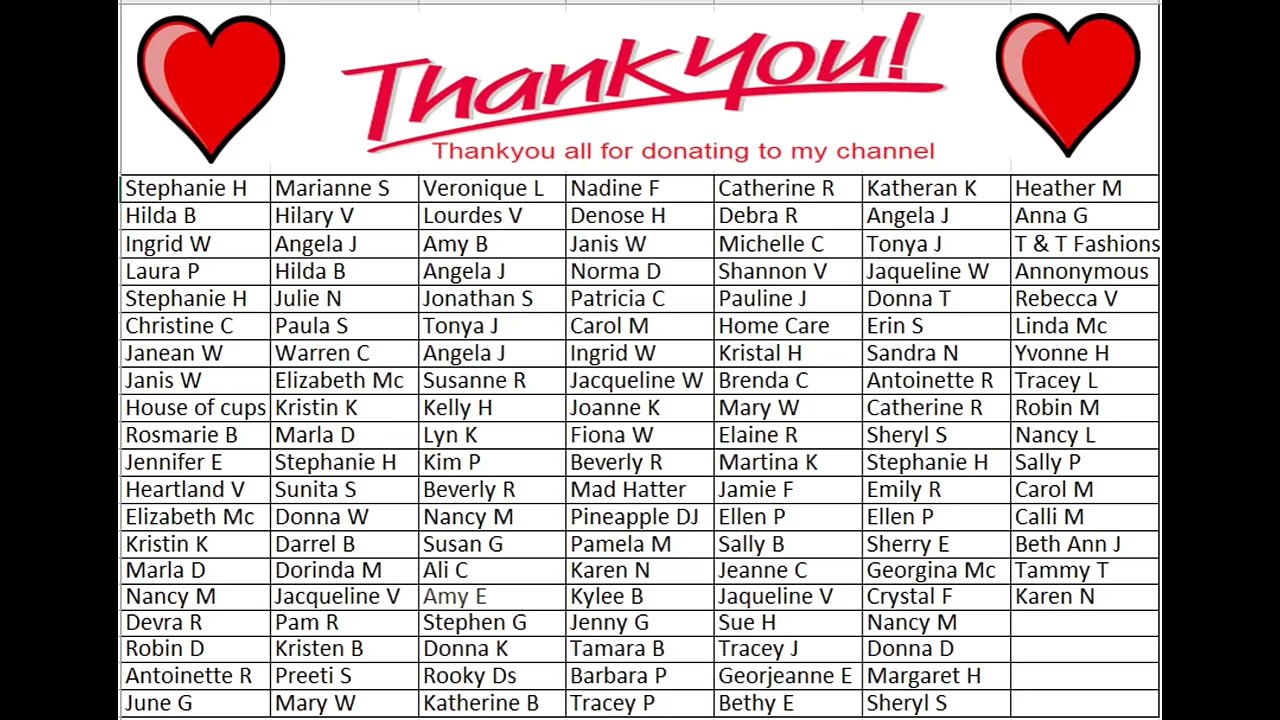 Thank You!
Thankyou all for donating to my channel
Stephanie H Marianne S Veronique L Nadine F Catherine R Katheran K Heather M
Hilda B Hilary V Lourdes V Denose H Debra R Angela J Anna G
Ingrid W Angela J Amy B Janis W Michelle C Tonya J T & T Fashions
Laura P Hilda B Angela J Norma D Shannon V Jaqueline W Annonymous
Stephanie H Julie N Jonathan S Patricia C Pauline J Donna T Rebecca V
Christine C Paula S Tonya J Carol M Home Care Erin S Linda Mc
Janean W Warren C Angela J Ingrid W Kristal H Sandra N Yvonne H
Janis W Elizabeth Mc Susanne R Jacqueline W Brenda C Antoinette R Tracey L
House of cups Kristin K Kelly H Joanne K Mary W Catherine R Robin M
Rosmarie B Marla D Lyn K Fiona W Elaine R Sheryl S Nancy L
Jennifer E Stephanie H Kim P Beverly R Martina K Stephanie H Sally P
Heartland V Sunita S Beverly R Mad Hatter Jamie F Emily R Carol M
Elizabeth Mc Donna W Nancy M Pineapple DJ Ellen P Ellen P Calli M
Kristin K Darrel B Susan G Pamela M Sally B Sherry E Beth Ann J
Marla D Dorinda M Ali C Karen N Jeanne C Georgina Mc Tammy T
Nancy M Jacqueline V Amy E Kylee B Jaqueline V Crystal F Karen N
Devra R Pam R Stephen G Jenny G Sue H Nancy M
Robin D Kristen B Donna K Tamara B Tracey J Donna D
Antoinette R Preeti S Rooky Ds Barbara P Georjeanne E Margaret H
June G Mary W Katherine B Tracey P Bethy E Sheryl S